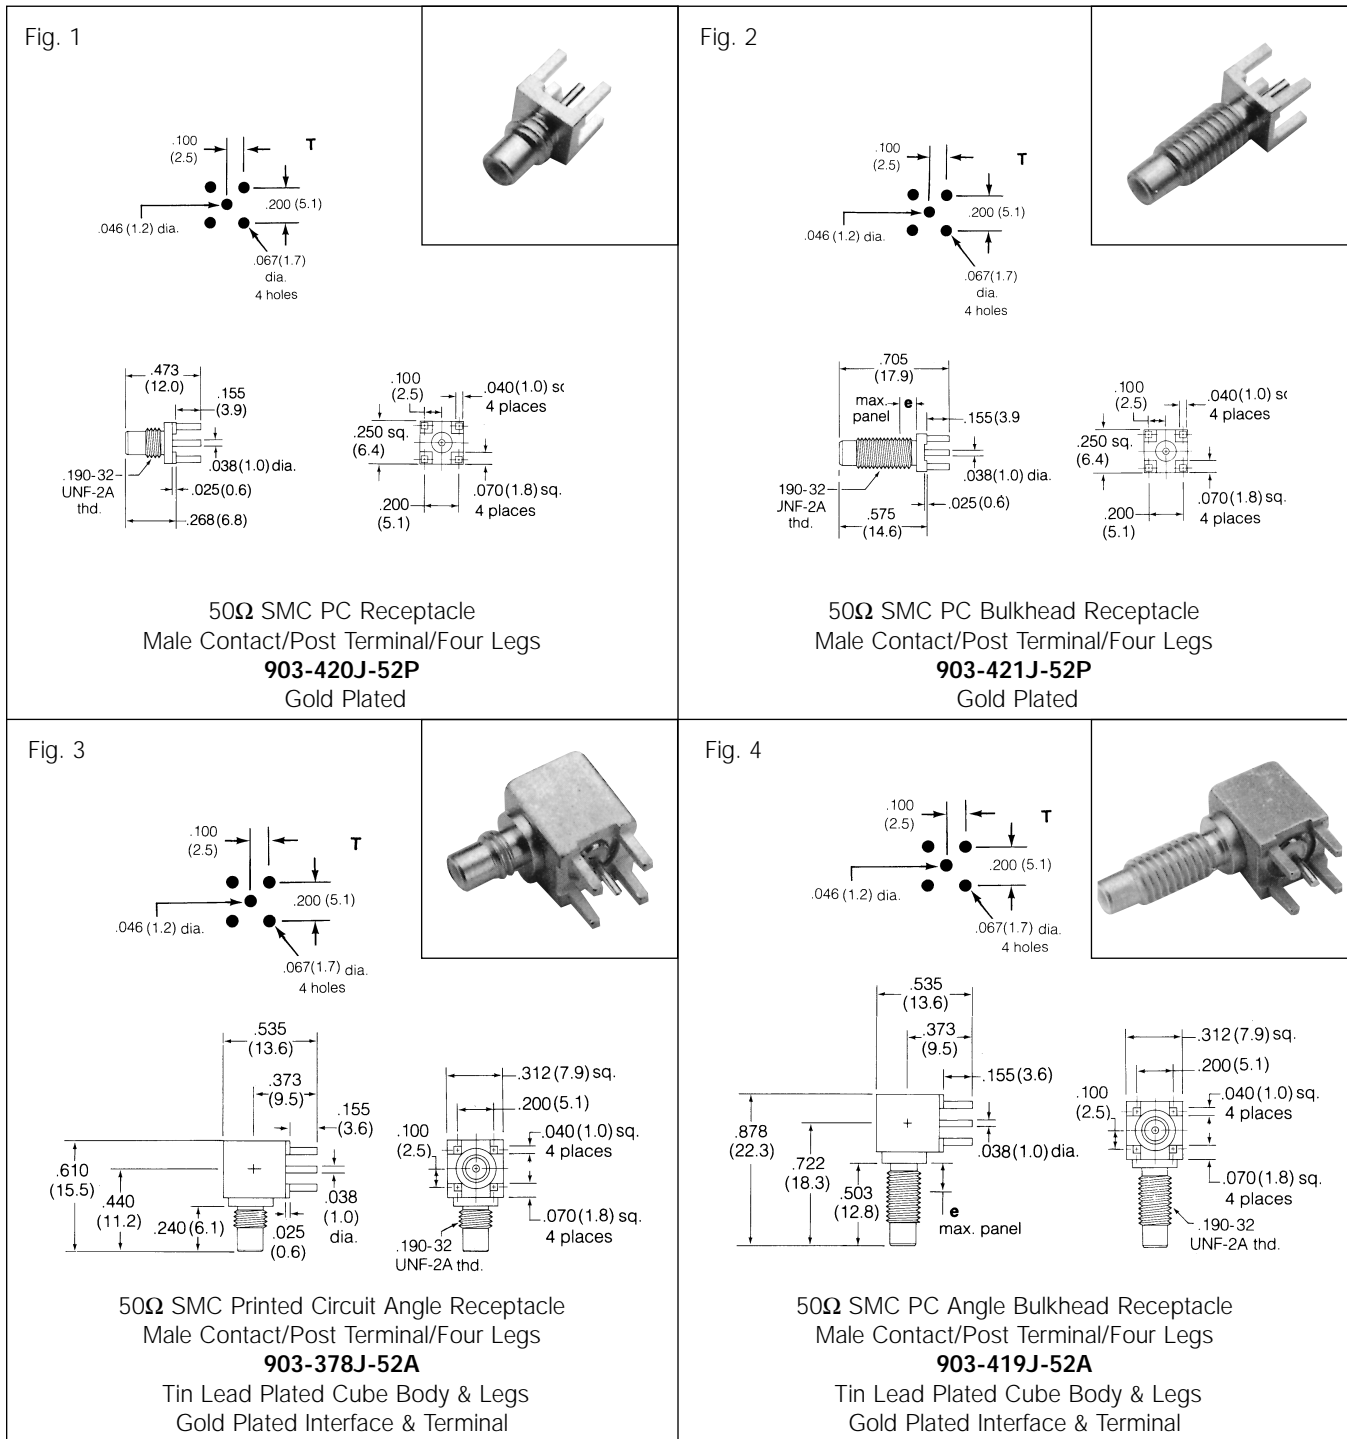 Fig. 1
.100
(2.5)
T
.200 (5.1)
.046 (1.2) dia.
.067(1.7)
dia.
4 holes
.473
(12.0)
.155
(3.9)
.038(1.0) dia.
.190-32
UNF-2A
thd.
.025(0.6)
.268(6.8)
.100
(2.5)
.040(1.0) sc
4 places
.250 sq.
(6.4)
.070(1.8) sq.
4 places
.200
(5.1)
50Ω SMC PC Receptacle
Male Contact/Post Terminal/Four Legs
903-420J-52P
Gold Plated
Fig. 2
.100
(2.5)
T
.200 (5.1)
.046 (1.2) dia.
.067(1.7)
dia.
4 holes
.705
(17.9)
max.
panel
e
.155(3.9
.038(1.0) dia.
190-32
JNF-2A
thd.
.025(0.6)
.575
(14.6)
.100
(2.5)
.040(1.0) sq.
4 places
.250 sq.
(6.4)
.070(1.8) sq.
4 places
.200
(5.1)
50Ω SMC PC Bulkhead Receptacle
Male Contact/Post Terminal/Four Legs
903-421J-52P
Gold Plated
Fig. 3
.100
(2.5)
T
.200 (5.1)
.046 (1.2) dia.
.067(1.7) dia.
4 holes
.535
(13.6)
.373
(9.5)
.155
(3.6)
.610
(15.5)
.440
(11.2)
.240(6.1)
.025
(0.6)
.038
(1.0)
dia.
.312(7.9) sq.
.200(5.1)
.100
(2.5)
.040(1.0) sq.
4 places
.070(1.8) sq.
4 places
.190-32
UNF-2A thd.
50Ω SMC Printed Circuit Angle Receptacle
Male Contact/Post Terminal/Four Legs
903-378J-52A
Tin Lead Plated Cube Body & Legs
Gold Plated Interface & Terminal
Fig. 4
.100
(2.5)
T
.200 (5.1)
.046 (1.2) dia.
.067(1.7) dia.
4 holes
.535
(13.6)
.373
(9.5)
.155(3.6)
.878
(22.3)
.722
(18.3)
.503
(12.8)
.038(1.0) dia.
e
max. panel
.312(7.9) sq.
.200(5.1)
.100
(2.5)
.040(1.0) sq.
4 places
.070(1.8) sq.
4 places
.190-32
UNF-2A thd.
50Ω SMC PC Angle Bulkhead Receptacle
Male Contact/Post Terminal/Four Legs
903-419J-52A
Tin Lead Plated Cube Body & Legs
Gold Plated Interface & Terminal